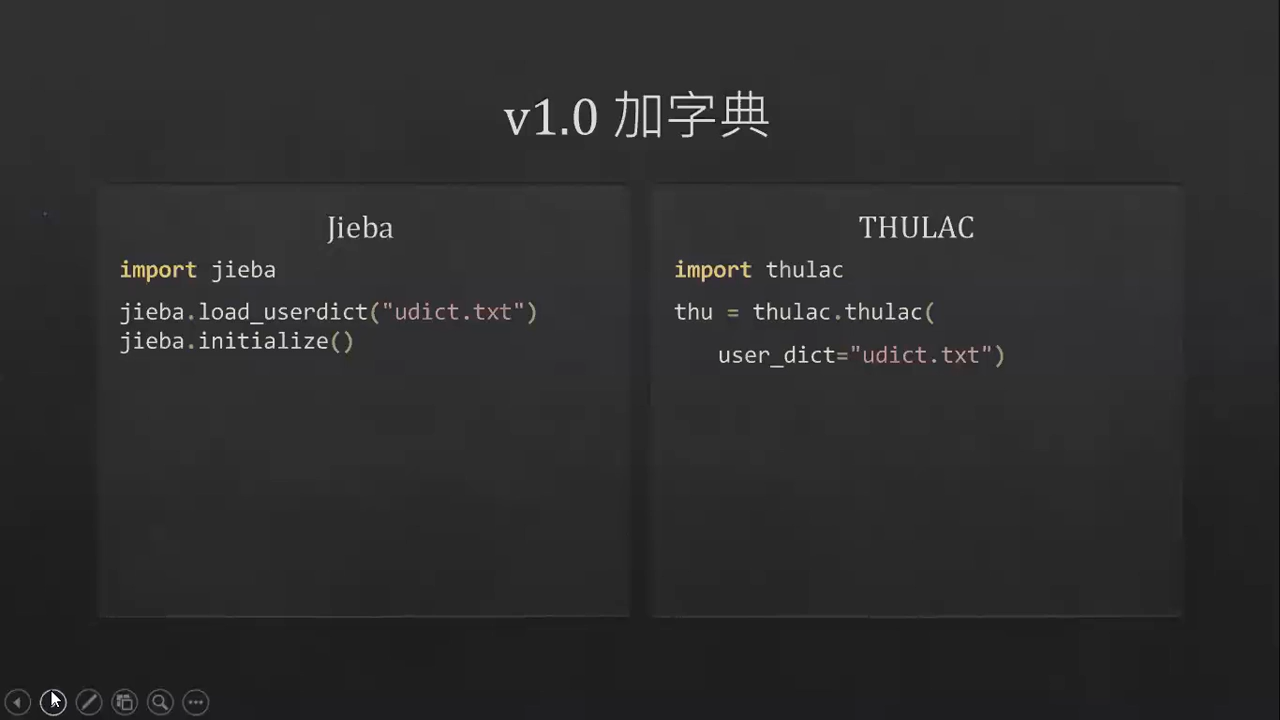 v1.0 加字典
Jieba
import jieba
jieba.load_userdict("udict.txt")
jieba.initialize()
THULAC
import thulac
thu = thulac.thulac(
user_dict="udict.txt")